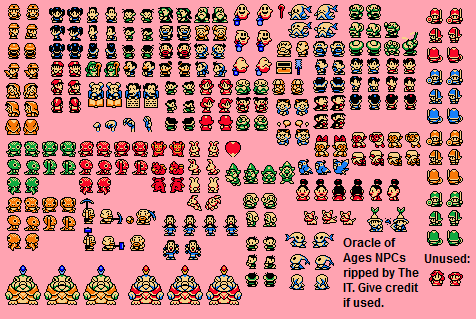 Oracle of
Ages NPCs
ripped by The
IT. Give credit
if used.
Unused: